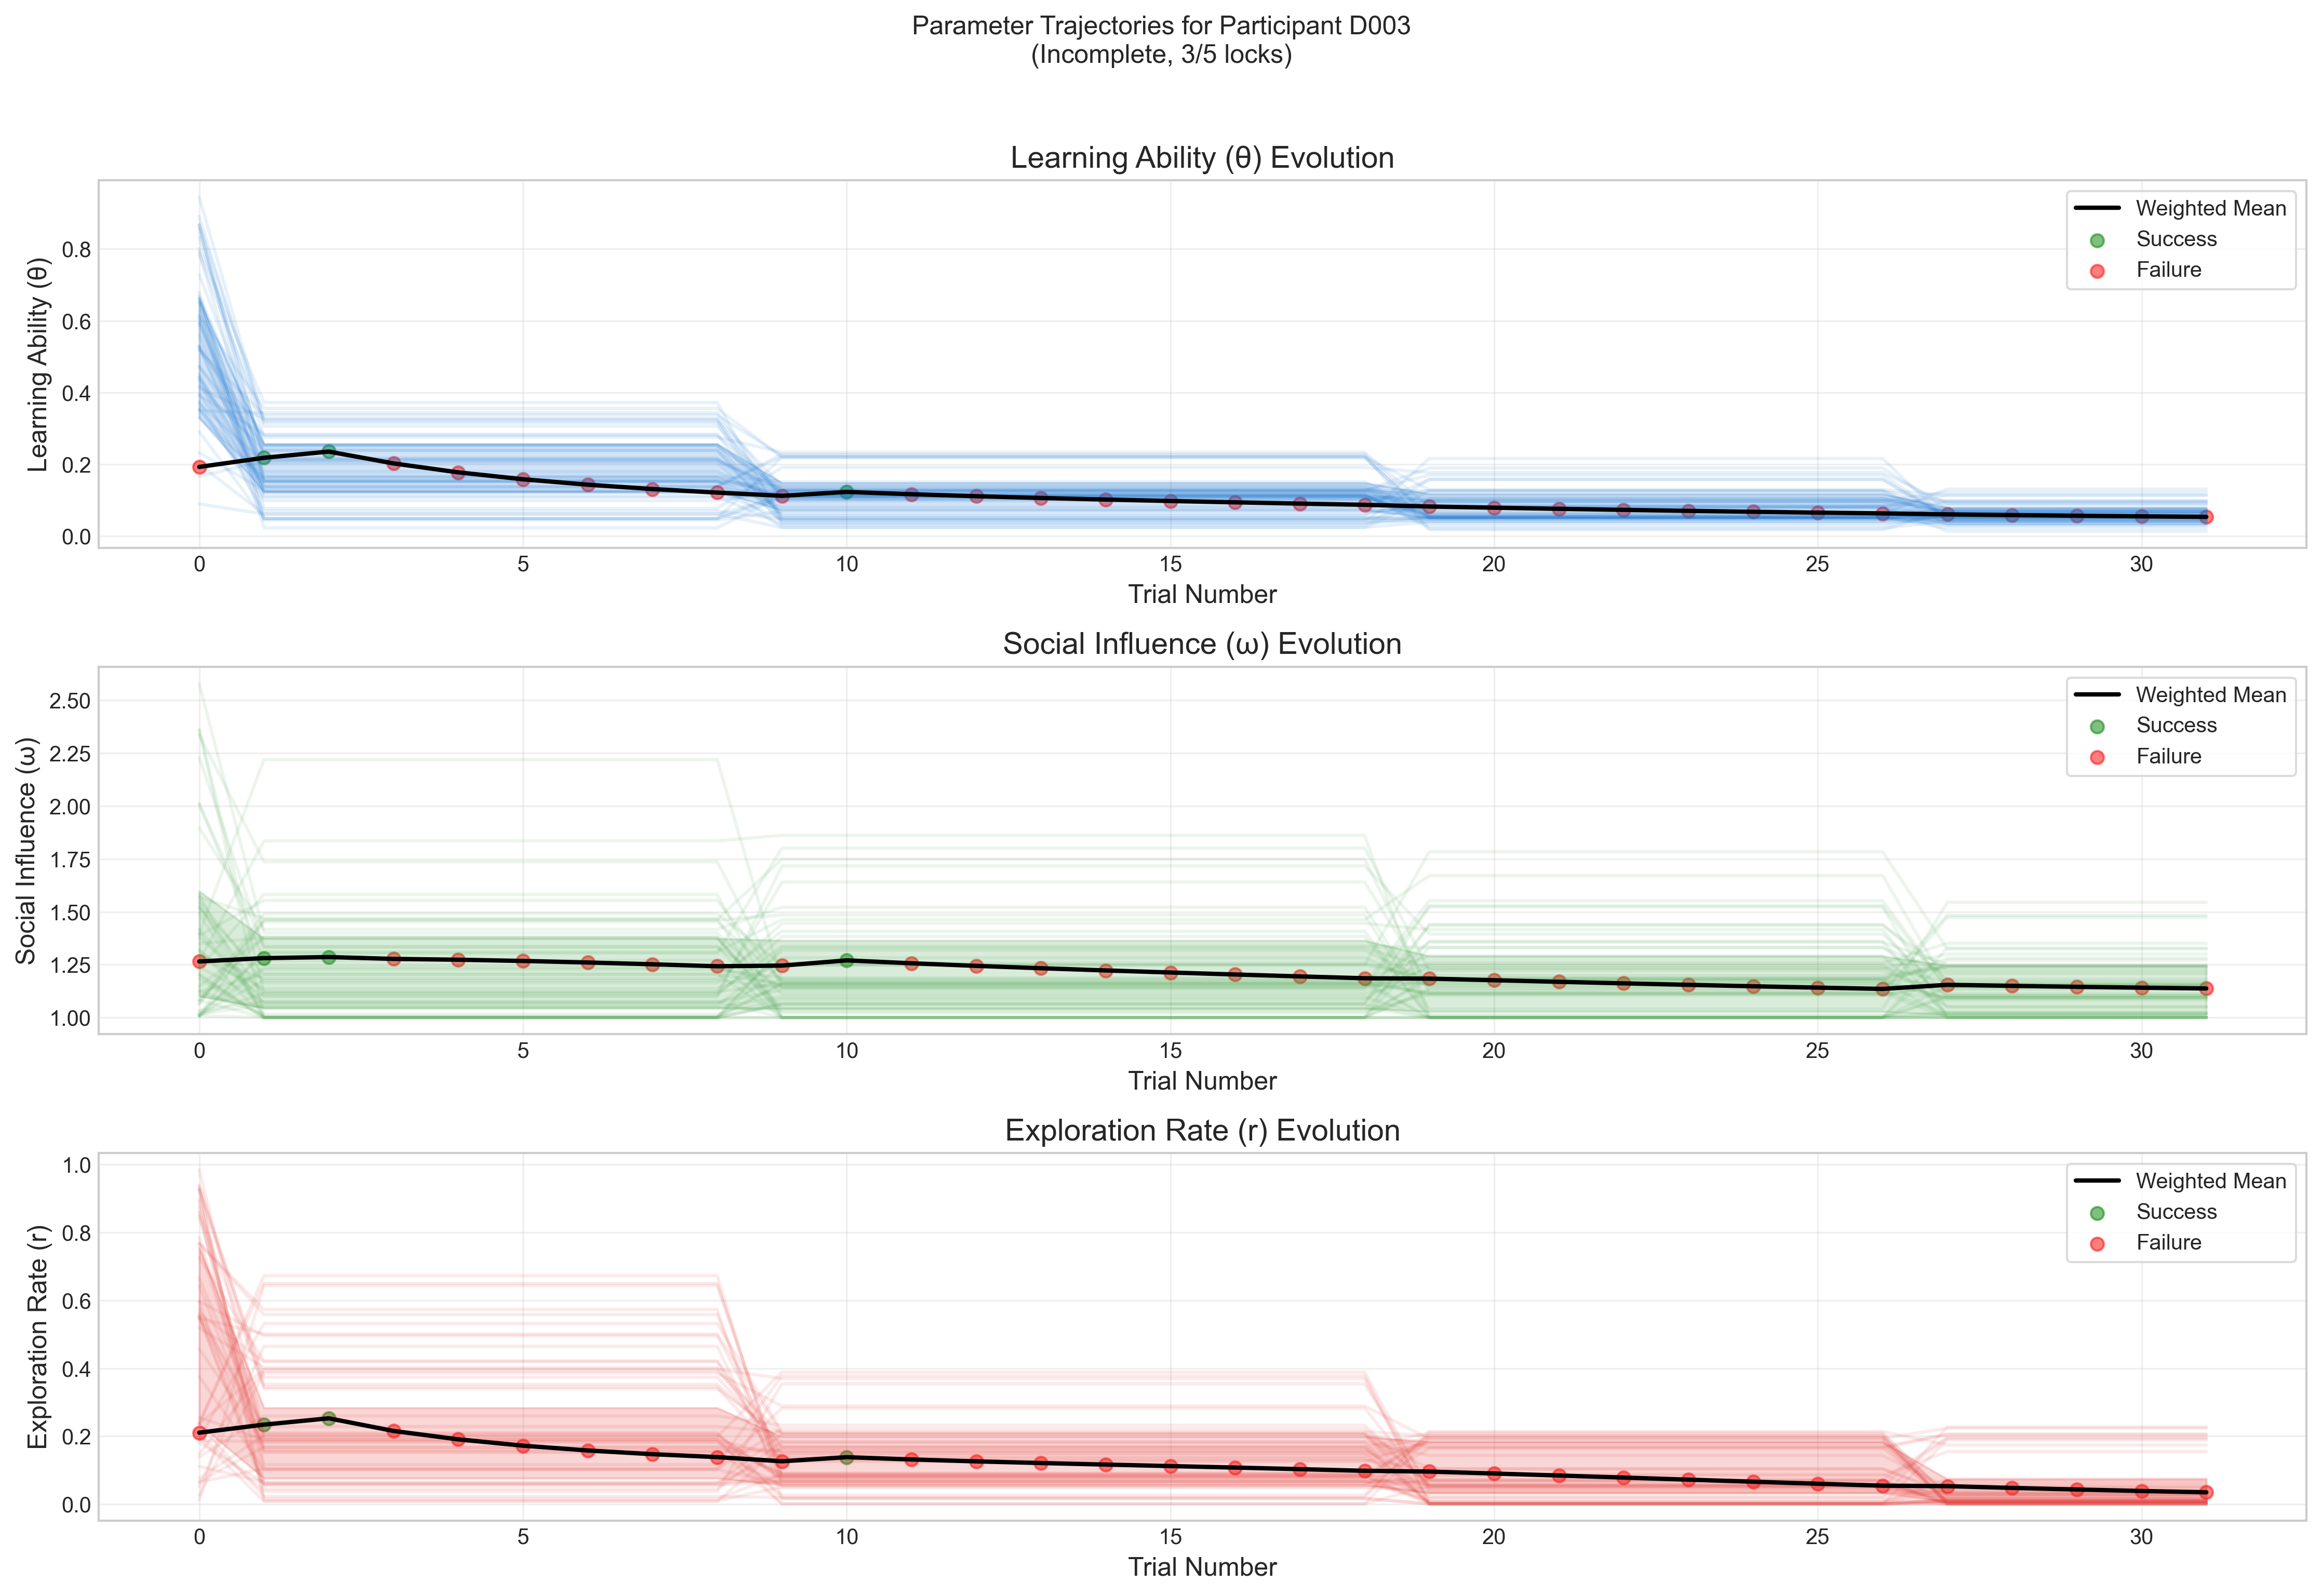 Parameter Trajectories for Participant D003
(Incomplete, 3/5 locks)
Learning Ability (θ) Evolution
Learning Ability (θ)
0.8
0.6
0.4
0.2
0.0
Weighted Mean
Success
Failure
0 5 10 15 20 25 30
Trial Number
Social Influence (ω) Evolution
Social Influence (ω)
2.50
2.25
2.00
1.75
1.50
1.25
1.00
Weighted Mean
Success
Failure
0 5 10 15 20 25 30
Trial Number
Exploration Rate (r) Evolution
Exploration Rate (r)
1.0
0.8
0.6
0.4
0.2
0.0
Weighted Mean
Success
Failure
0 5 10 15 20 25 30
Trial Number